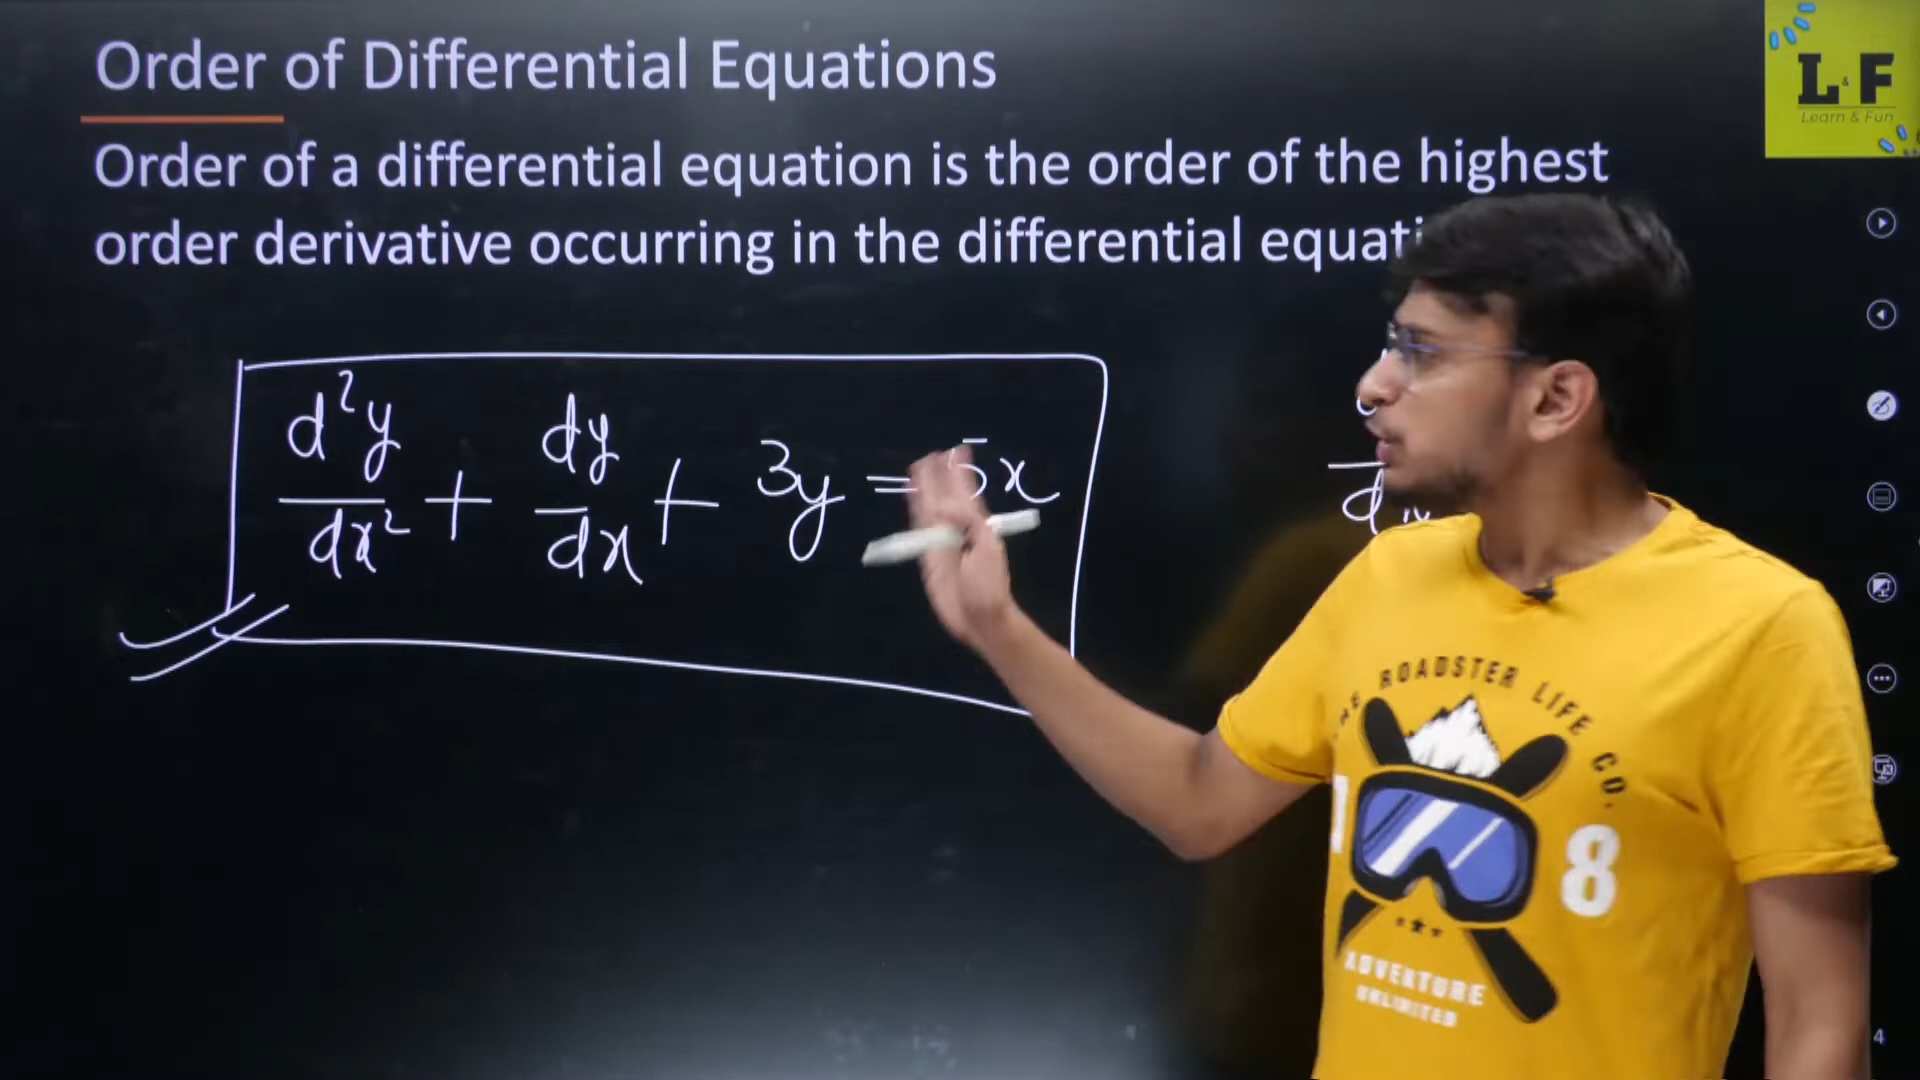 Order of Differential Equations
L&F
Learn & Fun
Order of a differential equation is the order of the highest
order derivative occurring in the differential equati
d²y/dx² + dy/dx + 3y = 5x
d
ROADSTER LIFE CO.
8
ADVENTURE
UNLIMITED
4